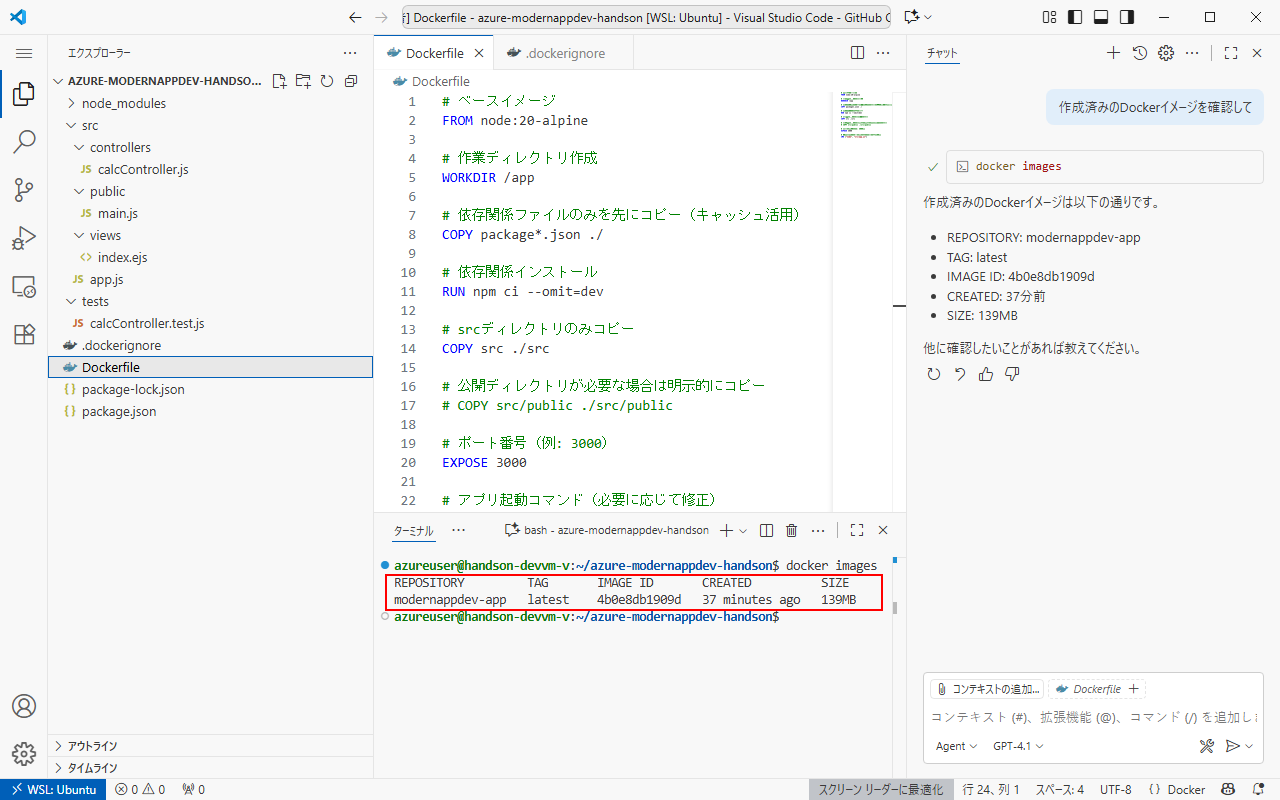 ] Dockerfile - azure-modernappdev-handson [WSL: Ubuntu] - Visual Studio Code - GitHub C
エクスプローラー
AZURE-MODERNAPPDEV-HANDSO...
node_modules
src
controllers
JS calcController.js
public
JS main.js
views
<> index.ejs
JS app.js
tests
JS calcController.test.js
.dockerignore
Dockerfile
{} package-lock.json
{} package.json
アウトライン
タイムライン
Dockerfile
.dockerignore
Dockerfile
1 # ベースイメージ
2 FROM node:20-alpine
3
4 # 作業ディレクトリ作成
5 WORKDIR /app
6
7 # 依存関係ファイルのみを先にコピー（キャッシュ活用）
8 COPY package*.json ./
9
10 # 依存関係インストール
11 RUN npm ci --omit=dev
12
13 # srcディレクトリのみコピー
14 COPY src ./src
15
16 # 公開ディレクトリが必要な場合は明示的にコピー
17 # COPY src/public ./src/public
18
19 # ポート番号（例: 3000）
20 EXPOSE 3000
21
22 # アプリ起動コマンド（必要に応じて修正）
ターミナル
bash - azure-modernappdev-handson
azureuser@handson-devvm-v:~/azure-modernappdev-handson$ docker images
REPOSITORY TAG IMAGE ID CREATED SIZE
modernappdev-app latest 4b0e8db1909d 37 minutes ago 139MB
azureuser@handson-devvm-v:~/azure-modernappdev-handson$
チャット
作成済みのDockerイメージを確認して
docker images
作成済みのDockerイメージは以下の通りです。
• REPOSITORY: modernappdev-app
• TAG: latest
• IMAGE ID: 4b0e8db1909d
• CREATED: 37分前
• SIZE: 139MB
他に確認したいことがあれば教えてください。
コンテキストの追加...
Dockerfile
コンテキスト (#)、拡張機能 (@)、コマンド (/) を追加し
Agent
GPT-4.1
WSL: Ubuntu
0
0
0
スクリーン リーダーに最適化
行 24、列 1
スペース: 4
UTF-8
{} Docker